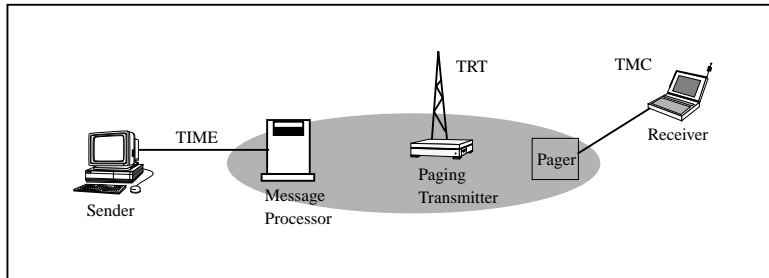 TRT
TMC
TIME
Receiver
Pager
Sender
Message
Processor
Paging
Transmitter